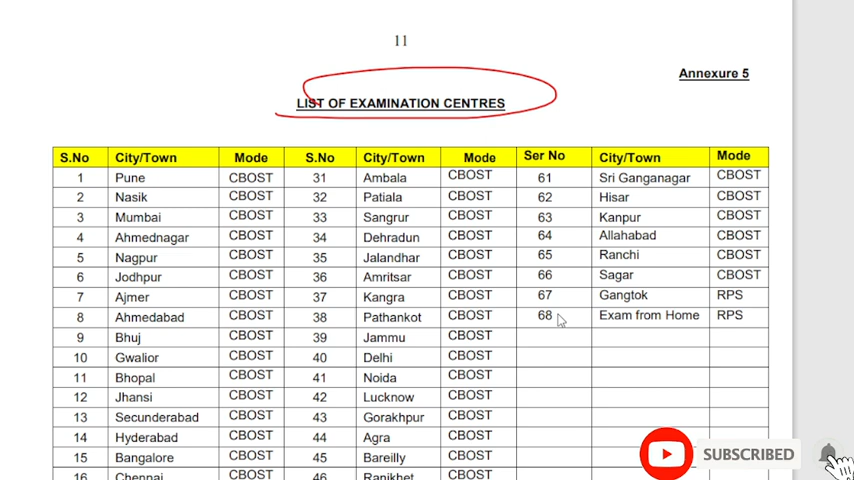 11
Annexure 5
LIST OF EXAMINATION CENTRES
S.No City/Town Mode S.No City/Town Mode Ser No City/Town Mode
1 Pune CBOST 31 Ambala CBOST 61 Sri Ganganagar CBOST
2 Nasik CBOST 32 Patiala CBOST 62 Hisar CBOST
3 Mumbai CBOST 33 Sangrur CBOST 63 Kanpur CBOST
4 Ahmednagar CBOST 34 Dehradun CBOST 64 Allahabad CBOST
5 Nagpur CBOST 35 Jalandhar CBOST 65 Ranchi CBOST
6 Jodhpur CBOST 36 Amritsar CBOST 66 Sagar CBOST
7 Ajmer CBOST 37 Kangra CBOST 67 Gangtok RPS
8 Ahmedabad CBOST 38 Pathankot CBOST 68 Exam from Home RPS
9 Bhuj CBOST 39 Jammu CBOST
10 Gwalior CBOST 40 Delhi CBOST
11 Bhopal CBOST 41 Noida CBOST
12 Jhansi CBOST 42 Lucknow CBOST
13 Secunderabad CBOST 43 Gorakhpur CBOST
14 Hyderabad CBOST 44 Agra CBOST
15 Bangalore CBOST 45 Bareilly CBOST
16 Chennai CBOST 46 Ranikhet CBOST
SUBSCRIBED